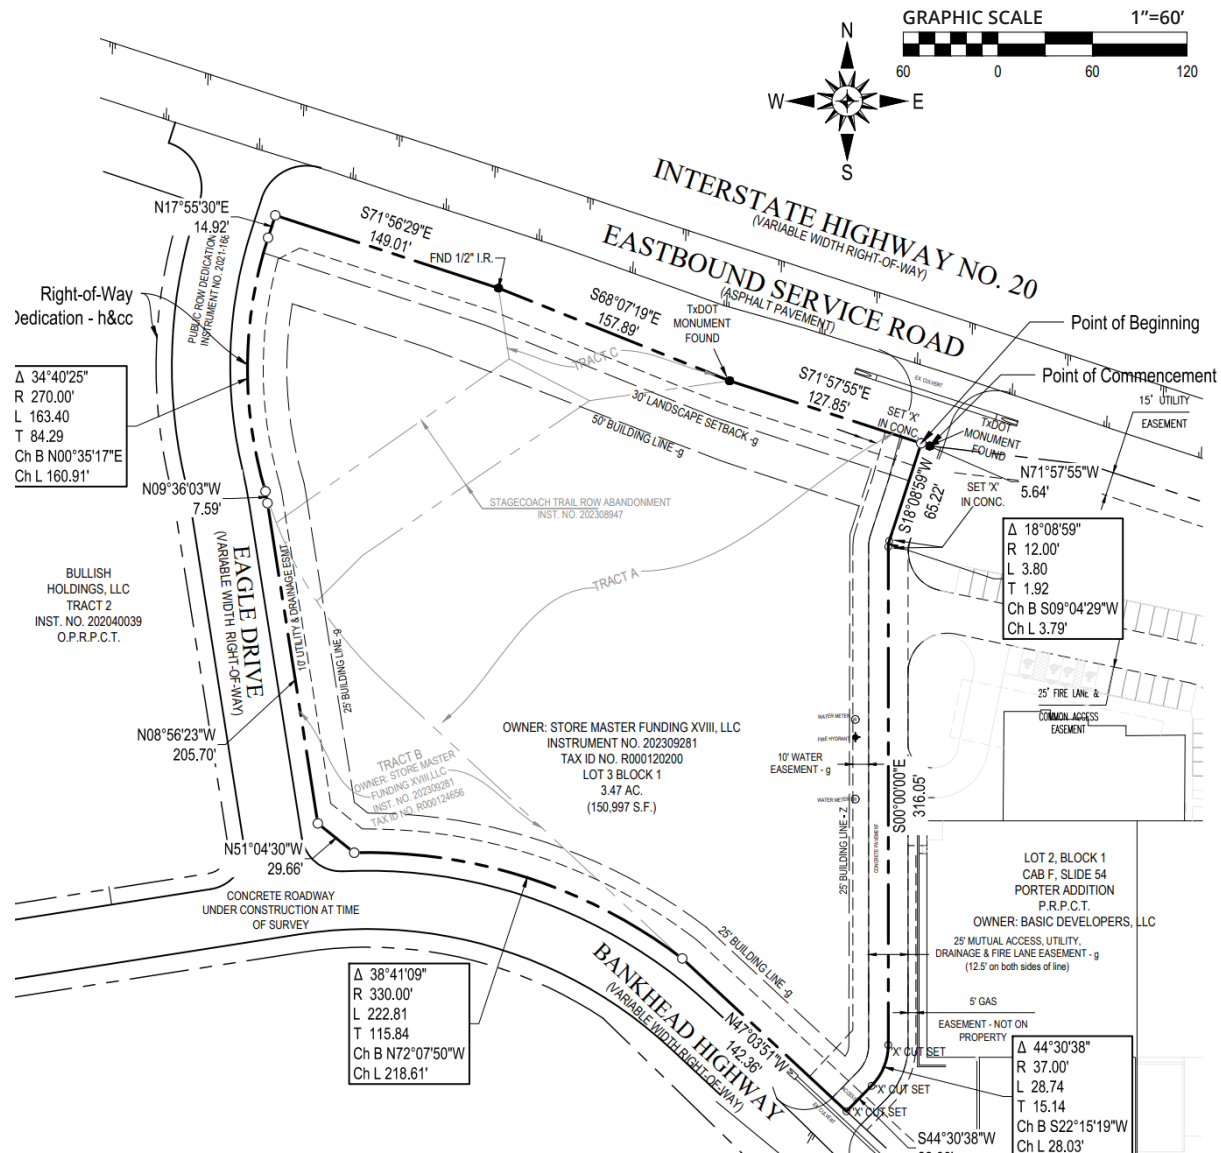 GRAPHIC SCALE 1"=60'
60 0 60 120
N
W E
S
INTERSTATE HIGHWAY NO. 20
(VARIABLE WIDTH RIGHT-OF-WAY)
EASTBOUND SERVICE ROAD
(ASPHALT PAVEMENT)
N17°55'30"E
14.92'
S71°56'29"E
149.01'
FND 1/2" I.R.
S68°07'19"E
157.89'
TxDOT
MONUMENT
FOUND
S71°57'55"E
127.85'
EX. CULVERT
Point of Beginning
Point of Commencement
15' UTILITY
EASEMENT
SET 'X'
IN CONC.
TxDOT
MONUMENT
FOUND
N71°57'55"W
5.64'
SET 'X'
IN CONC.
S18°08'59"W
65.22'
Δ 18°08'59"
R 12.00'
L 3.80
T 1.92
Ch B S09°04'29"W
Ch L 3.79'
Right-of-Way
Dedication - h&cc
PUBLIC ROW DEDICATION
Δ 34°40'25"
R 270.00'
L 163.40
T 84.29
Ch B N00°35'17"E
Ch L 160.91'
N09°36'03"W
7.59'
TRACT C
30' LANDSCAPE SETBACK -g
50' BUILDING LINE -g
STAGECOACH TRAIL ROW ABANDONMENT
INST. NO. 202308947
TRACT A
BULLISH
HOLDINGS, LLC
TRACT 2
INST. NO. 202040039
O.P.R.P.C.T.
EAGLE DRIVE
(VARIABLE WIDTH RIGHT-OF-WAY)
10' UTILITY & DRAINAGE ESMT
25' BUILDING LINE -g
N08°56'23"W
205.70'
TRACT B
OWNER: STORE MASTER
FUNDING XVIII,LLC
INST. NO. 202309281
TAX ID NO. R000124656
OWNER: STORE MASTER FUNDING XVIII, LLC
INSTRUMENT NO. 202309281
TAX ID NO. R000120200
LOT 3 BLOCK 1
3.47 AC.
(150,997 S.F.)
WATER METER
FIRE HYDRANT
10' WATER
EASEMENT - g
WATER METER
25' BUILDING LINE - Z
CONCRETE PAVEMENT
S00°00'00"E
316.05'
25' FIRE LANE &
COMMON ACCESS
EASEMENT
N51°04'30"W
29.66'
CONCRETE ROADWAY
UNDER CONSTRUCTION AT TIME
OF SURVEY
LOT 2, BLOCK 1
CAB F, SLIDE 54
PORTER ADDITION
P.R.P.C.T.
OWNER: BASIC DEVELOPERS, LLC
25' MUTUAL ACCESS, UTILITY,
DRAINAGE & FIRE LANE EASEMENT - g
(12.5' on both sides of line)
5' GAS
EASEMENT - NOT ON
PROPERTY
25' BUILDING LINE -g
BANKHEAD HIGHWAY
(VARIABLE WIDTH RIGHT-OF-WAY)
N47°03'51"W
142.36'
Δ 38°41'09"
R 330.00'
L 222.81
T 115.84
Ch B N72°07'50"W
Ch L 218.61'
'X' CUT SET
'X' CUT SET
'X' CUT SET
EX. CULVERT
ACCESS
Δ 44°30'38"
R 37.00'
L 28.74
T 15.14
Ch B S22°15'19"W
Ch L 28.03'
S44°30'38"W